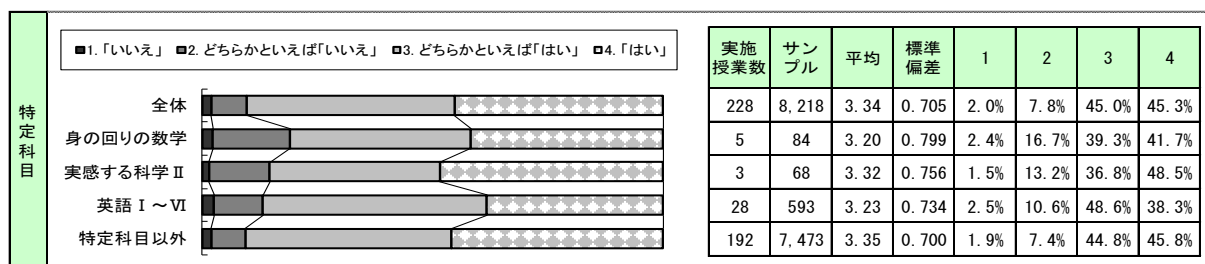 特定科目
■1.「いいえ」 ■2.どちらかといえば「いいえ」 □3.どちらかといえば「はい」 □4.「はい」
全体
身の回りの数学
実感する科学Ⅱ
英語Ⅰ～Ⅵ
特定科目以外
実施授業数 サンプル 平均 標準偏差 1 2 3 4
228 8,218 3.34 0.705 2.0% 7.8% 45.0% 45.3%
5 84 3.20 0.799 2.4% 16.7% 39.3% 41.7%
3 68 3.32 0.756 1.5% 13.2% 36.8% 48.5%
28 593 3.23 0.734 2.5% 10.6% 48.6% 38.3%
192 7,473 3.35 0.700 1.9% 7.4% 44.8% 45.8%